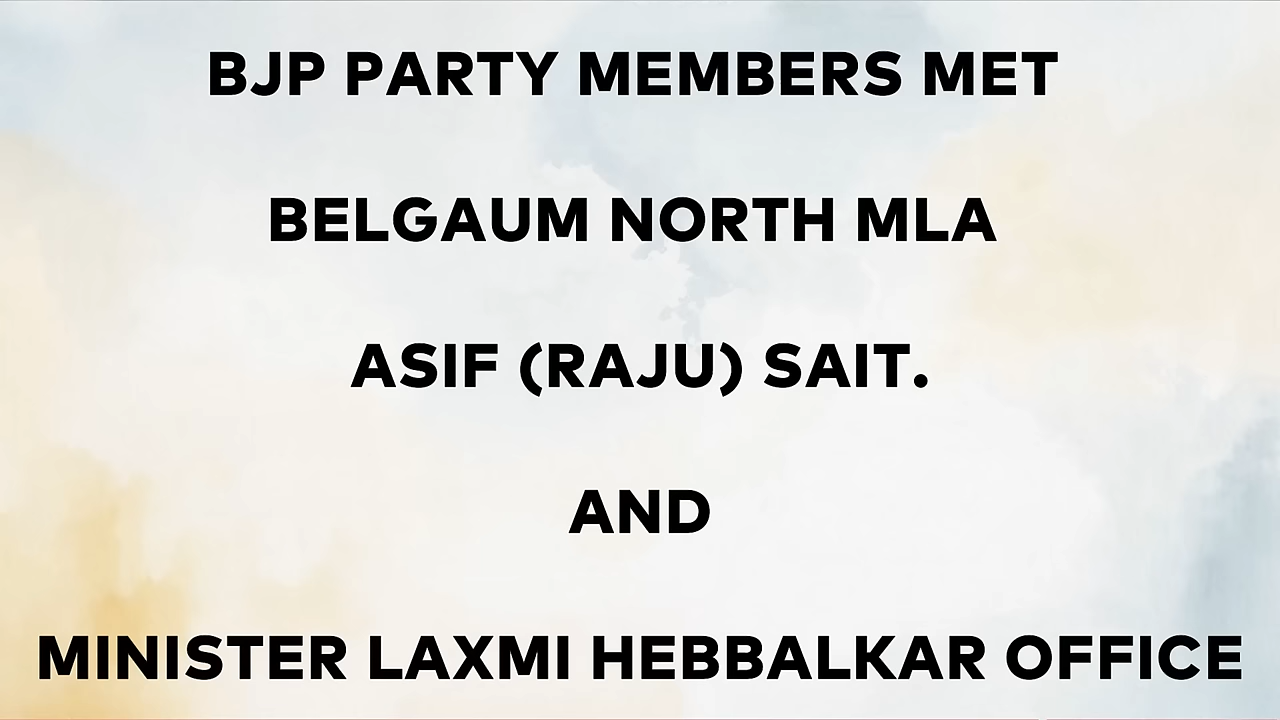 BJP PARTY MEMBERS MET
BELGAUM NORTH MLA
ASIF (RAJU) SAIT.
AND
MINISTER LAXMI HEBBALKAR OFFICE